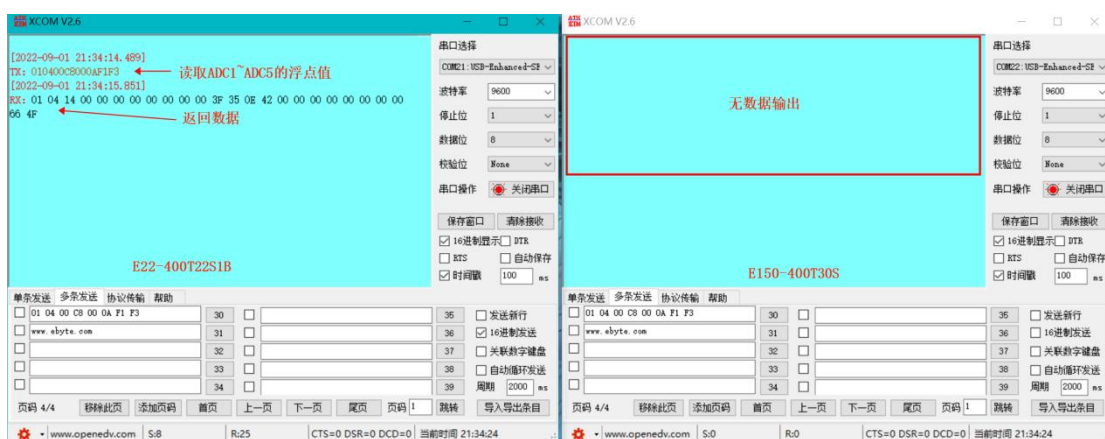 XCOM V2.6
[2022-09-01 21:34:14.489]
TX: 010400C8000AF1F3
读取ADC1~ADC5的浮点值
[2022-09-01 21:34:15.851]
RX: 01 04 14 00 00 00 00 00 00 00 00 3F 35 0E 42 00 00 00 00 00 00 00 00
66 4F
返回数据
E22-400T22S1B
串口选择
COM21:USB-Enhanced-SE
波特率 9600
停止位 1
数据位 8
校验位 None
串口操作 关闭串口
保存窗口 清除接收
16进制显示 DTR
RTS 自动保存
时间戳 100 ms
单条发送 多条发送 协议传输 帮助
01 04 00 C8 00 0A F1 F3 30 35 发送新行
www.ebyte.com 31 36 16进制发送
32 37 关联数字键盘
33 38 自动循环发送
34 39 周期 2000 ms
页码 4/4 移除此页 添加页码 首页 上一页 下一页 尾页 页码 1 跳转 导入导出条目
www.openedv.com S:8 R:25 CTS=0 DSR=0 DCD=0 当前时间 21:34:24
XCOM V2.6
无数据输出
E150-400T30S
串口选择
COM22:USB-Enhanced-SE
波特率 9600
停止位 1
数据位 8
校验位 None
串口操作 关闭串口
保存窗口 清除接收
16进制显示 DTR
RTS 自动保存
时间戳 100 ms
单条发送 多条发送 协议传输 帮助
01 04 00 C8 00 0A F1 F3 30 35 发送新行
www.ebyte.com 31 36 16进制发送
32 37 关联数字键盘
33 38 自动循环发送
34 39 周期 2000 ms
页码 4/4 移除此页 添加页码 首页 上一页 下一页 尾页 页码 1 跳转 导入导出条目
www.openedv.com S:0 R:0 CTS=0 DSR=0 DCD=0 当前时间 21:34:24